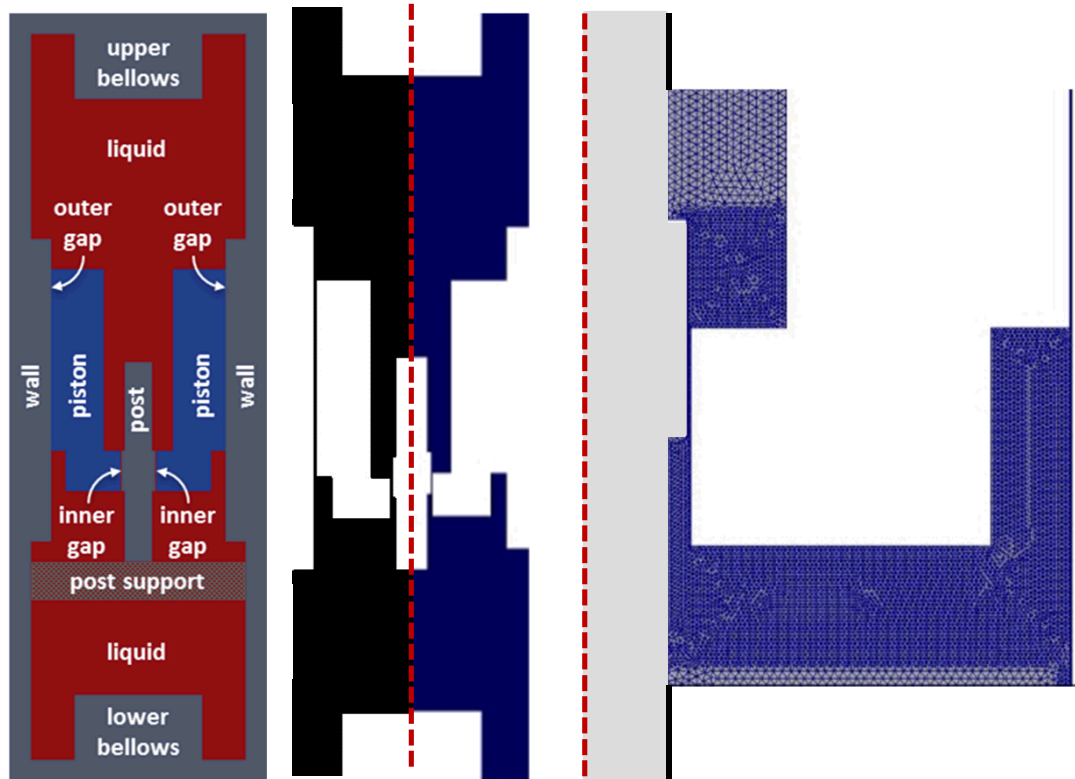 upper
bellows
liquid
outer
gap
outer
gap
wall
piston
post
piston
wall
inner
gap
inner
gap
post support
liquid
lower
bellows